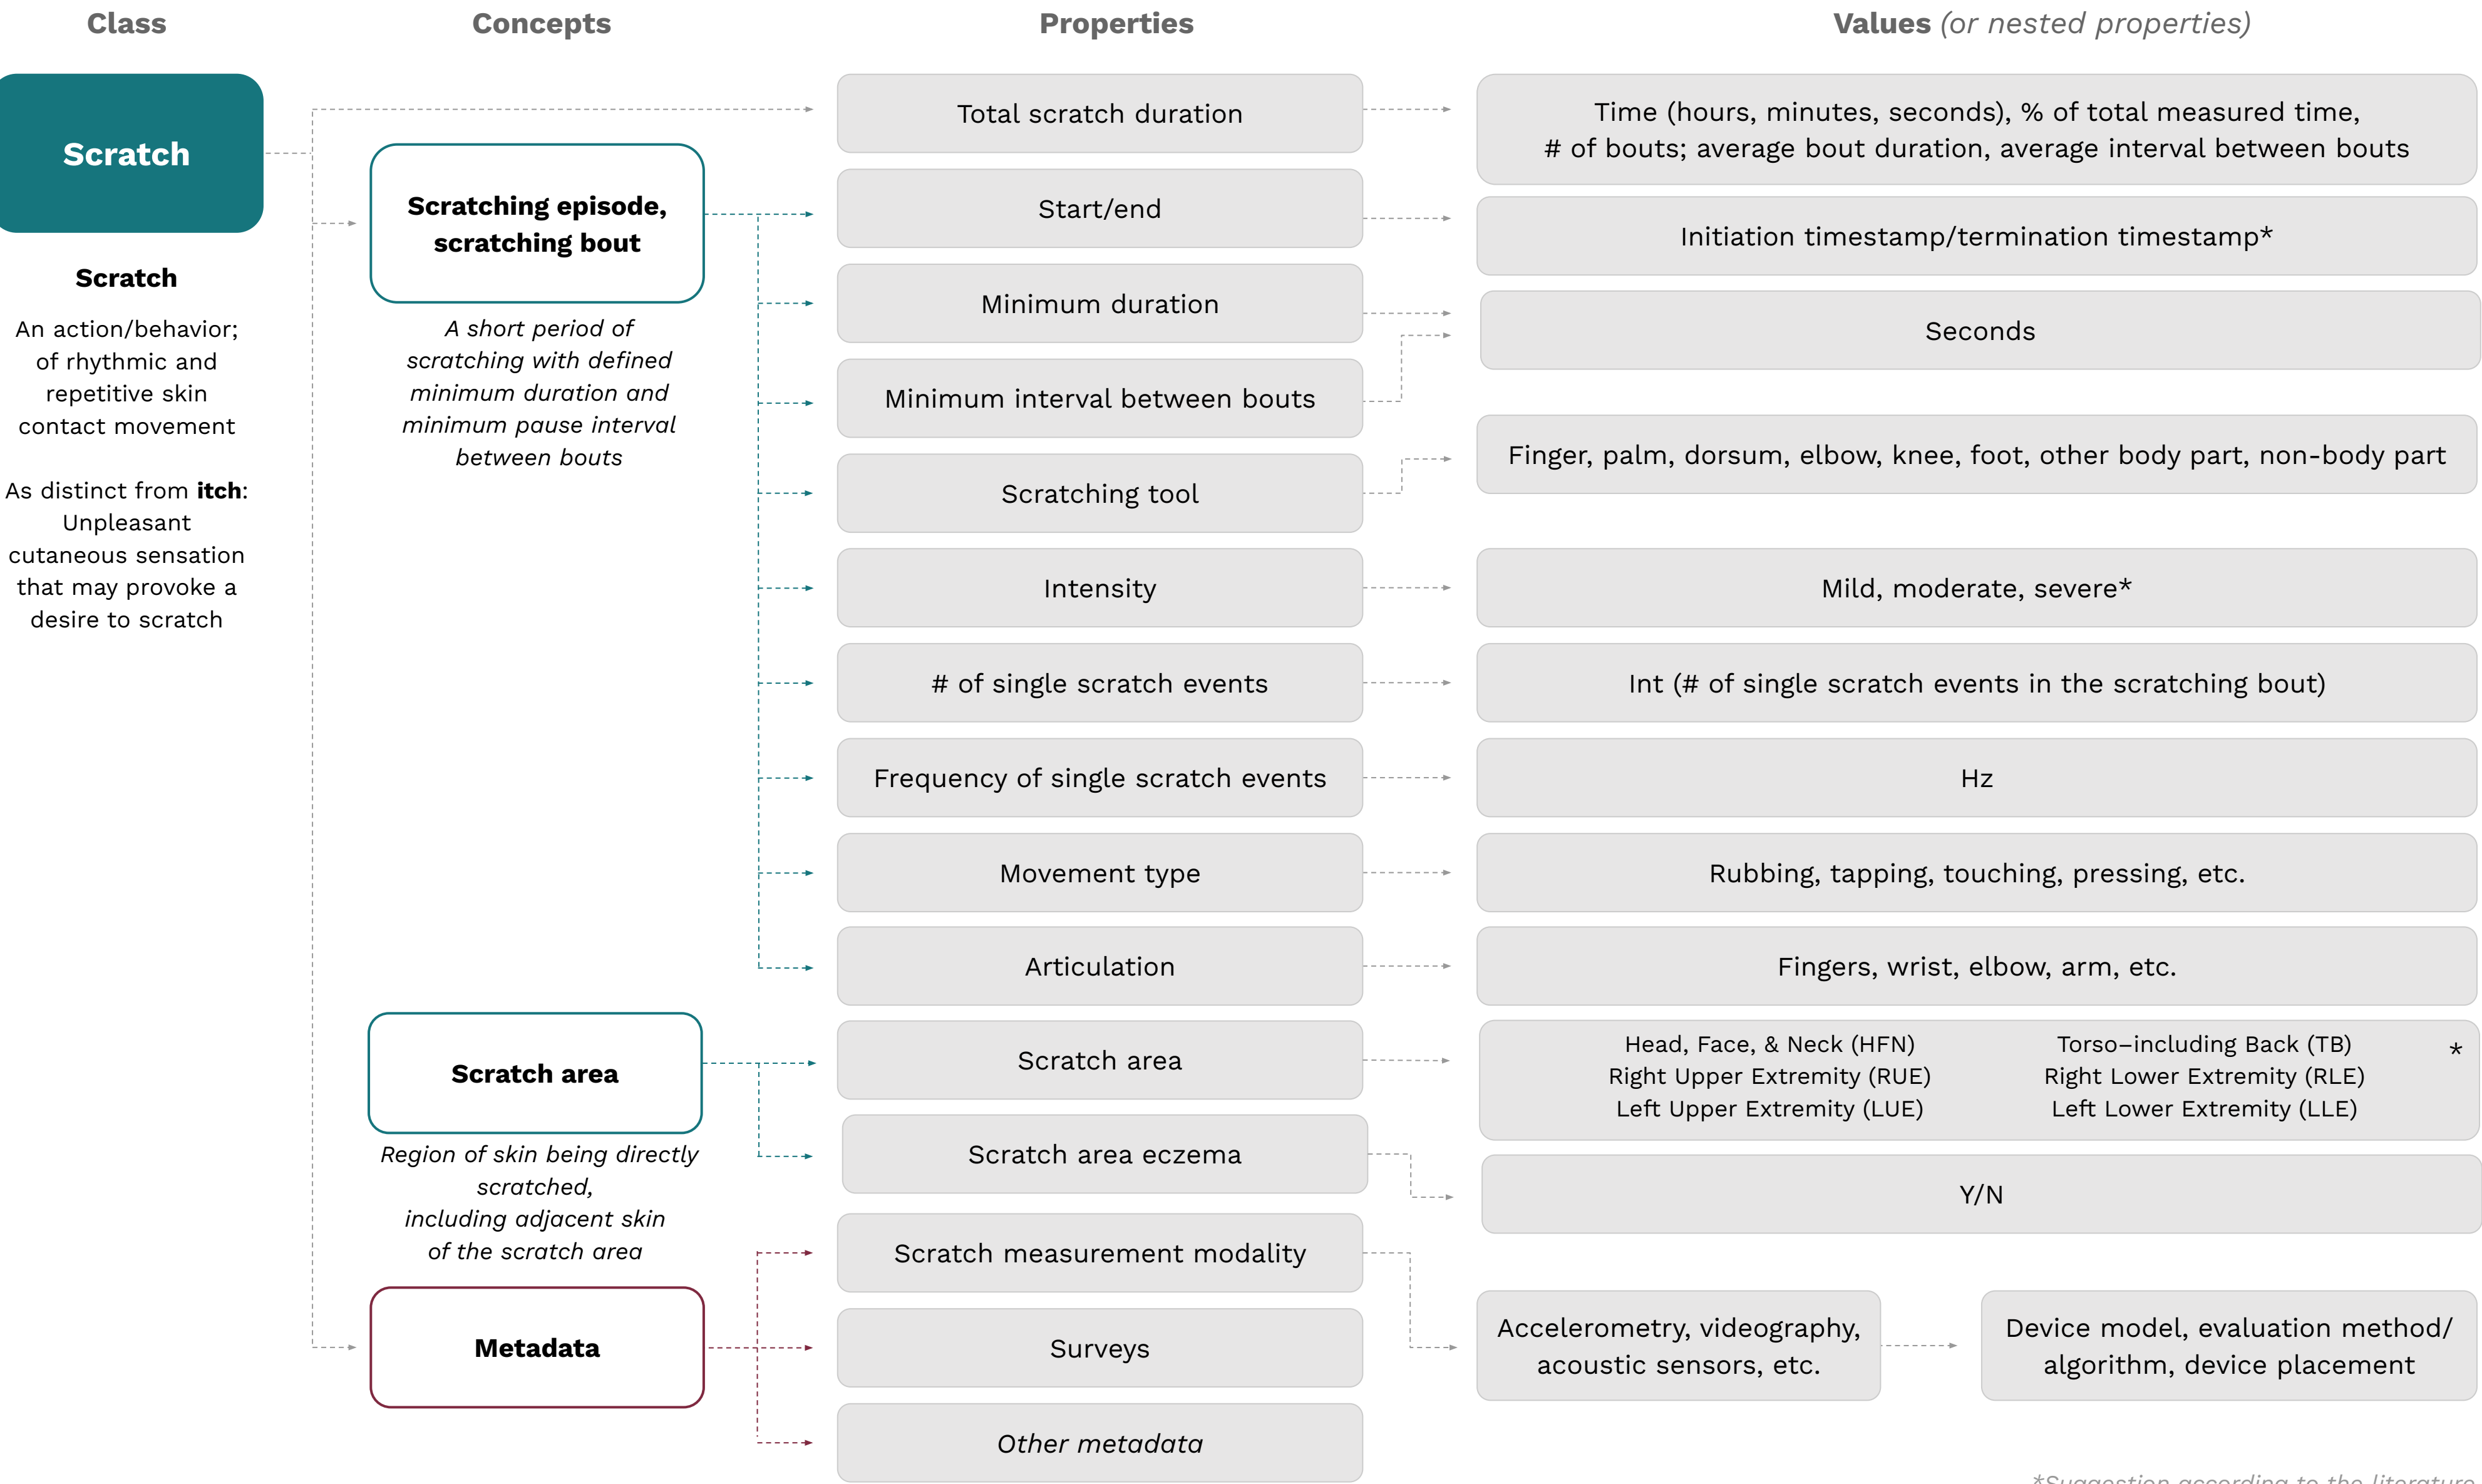 Class
Concepts
Properties
Values (or nested properties)
Scratch
Scratch
An action/behavior;
of rhythmic and
repetitive skin
contact movement
As distinct from itch:
Unpleasant
cutaneous sensation
that may provoke a
desire to scratch
Scratching episode,
scratching bout
A short period of
scratching with defined
minimum duration and
minimum pause interval
between bouts
Scratch area
Region of skin being directly
scratched,
including adjacent skin
of the scratch area
Metadata
Total scratch duration
Start/end
Minimum duration
Minimum interval between bouts
Scratching tool
Intensity
# of single scratch events
Frequency of single scratch events
Movement type
Articulation
Scratch area
Scratch area eczema
Scratch measurement modality
Surveys
Other metadata
Time (hours, minutes, seconds), % of total measured time,
# of bouts; average bout duration, average interval between bouts
Initiation timestamp/termination timestamp*
Seconds
Finger, palm, dorsum, elbow, knee, foot, other body part, non-body part
Mild, moderate, severe*
Int (# of single scratch events in the scratching bout)
Hz
Rubbing, tapping, touching, pressing, etc.
Fingers, wrist, elbow, arm, etc.
Head, Face, & Neck (HFN)
Right Upper Extremity (RUE)
Left Upper Extremity (LUE)
Torso–including Back (TB)
Right Lower Extremity (RLE)
Left Lower Extremity (LLE)
*
Y/N
Accelerometry, videography,
acoustic sensors, etc.
Device model, evaluation method/
algorithm, device placement
*Suggestion according to the literature